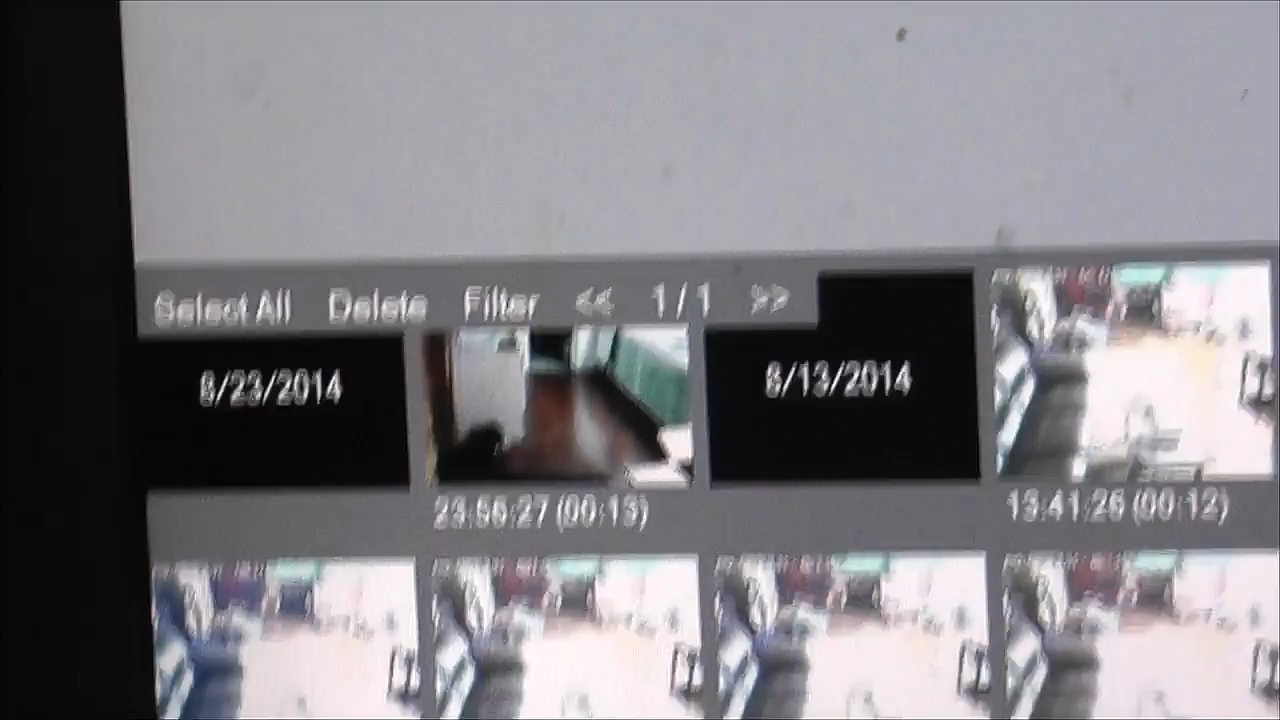 Select All Delete Filter << 1/1 >>
8/23/2014
8/13/2014
23:56:27 (00:13)
13:41:26 (00:12)